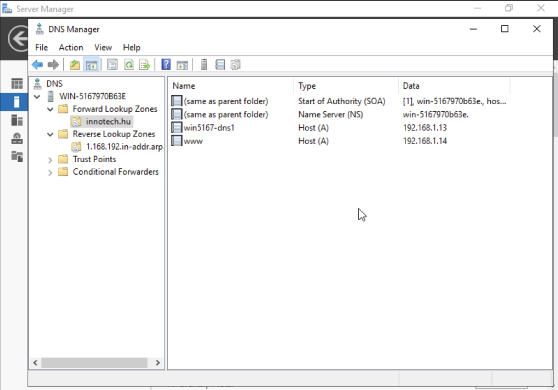 Server Manager
DNS Manager
File Action View Help
DNS
WIN-5167970B63E
Forward Lookup Zones
innotech.hu
Reverse Lookup Zones
1.168.192.in-addr.arp
Trust Points
Conditional Forwarders
Name Type Data
(same as parent folder) Start of Authority (SOA) [1], win-5167970b63e., hos...
(same as parent folder) Name Server (NS) win-5167970b63e.
win5167-dns1 Host (A) 192.168.1.13
www Host (A) 192.168.1.14